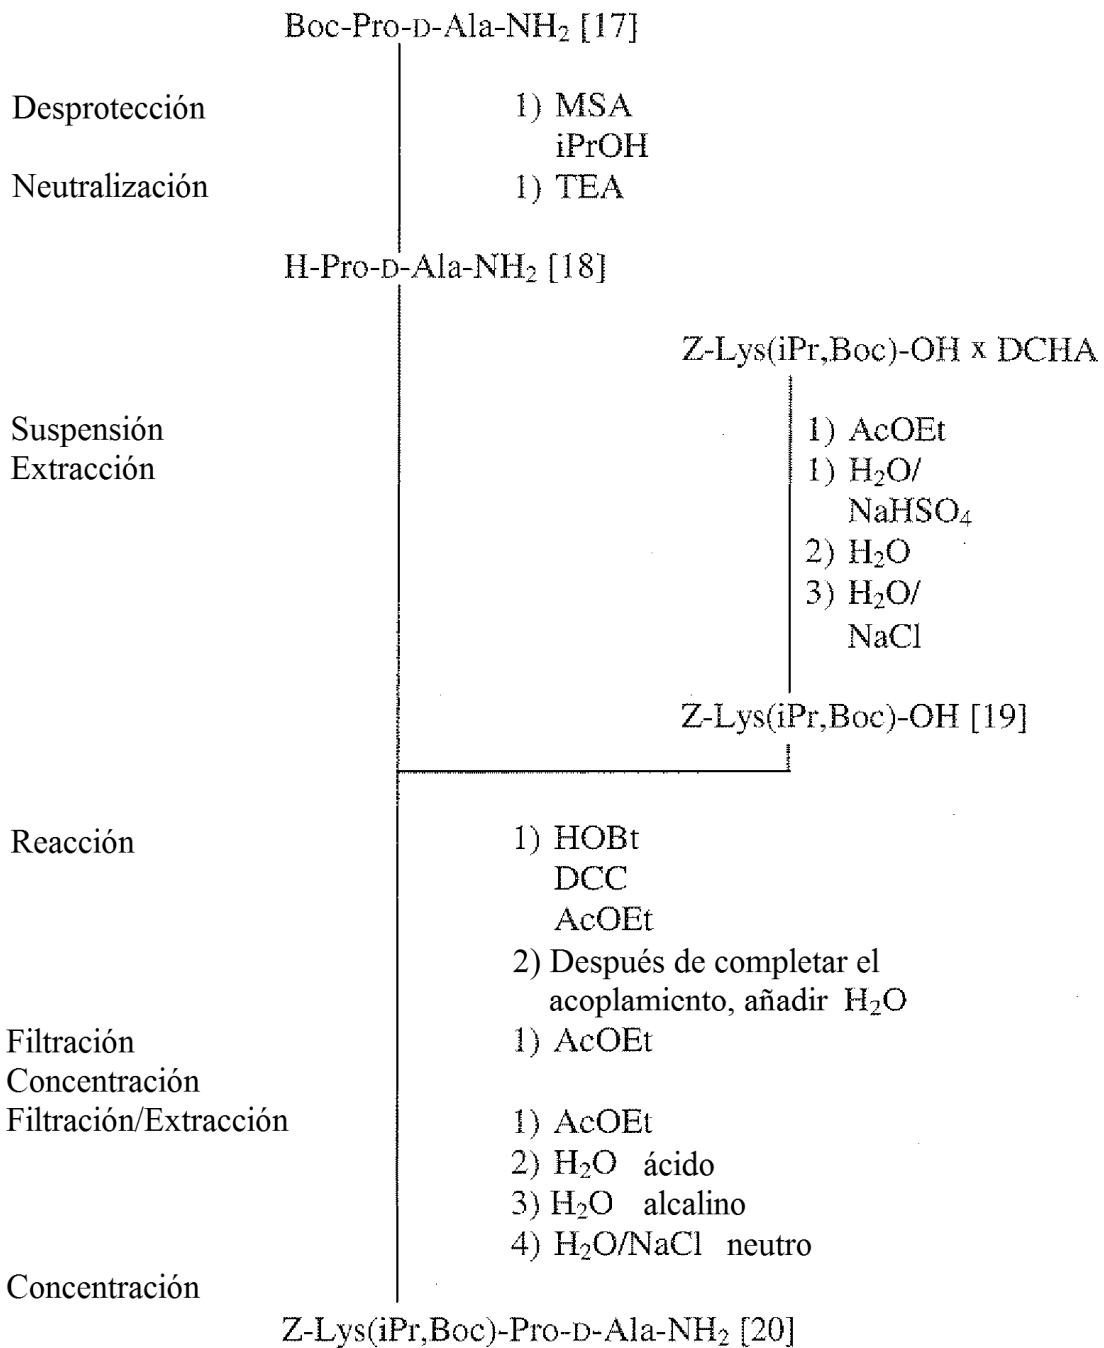 Boc-Pro-D-Ala-NH₂ [17]
Desprotección 1) MSA
iPrOH
Neutralización 1) TEA
H-Pro-D-Ala-NH₂ [18]
Z-Lys(iPr,Boc)-OH x DCHA
Suspensión 1) AcOEt
Extracción 1) H₂O/
NaHSO₄
2) H₂O
3) H₂O/
NaCl
Z-Lys(iPr,Boc)-OH [19]
Reacción 1) HOBt
DCC
AcOEt
2) Después de completar el
acoplamicnto, añadir H₂O
Filtración 1) AcOEt
Concentración
Filtración/Extracción 1) AcOEt
2) H₂O ácido
3) H₂O alcalino
4) H₂O/NaCl neutro
Concentración
Z-Lys(iPr,Boc)-Pro-D-Ala-NH₂ [20]